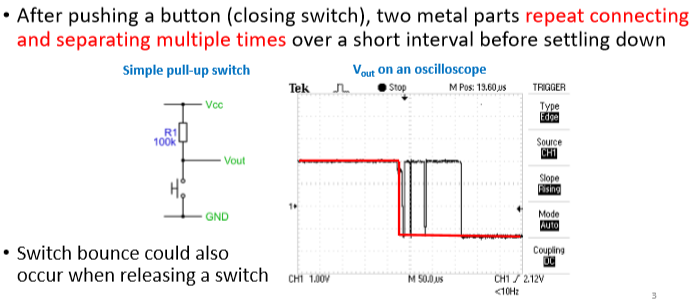 • After pushing a button (closing switch), two metal parts repeat connecting
and separating multiple times over a short interval before settling down
Simple pull-up switch
Vout on an oscilloscope
Vcc
R1
100k
Vout
GND
Tek
Stop
M Pos: 13.60us
TRIGGER
Type
Edge
Source
CH1
Slope
Rising
Mode
Auto
Coupling
DC
1
CH1 1.00V
M 50.0us
CH1 / 2.12V
<10Hz
• Switch bounce could also
occur when releasing a switch
3